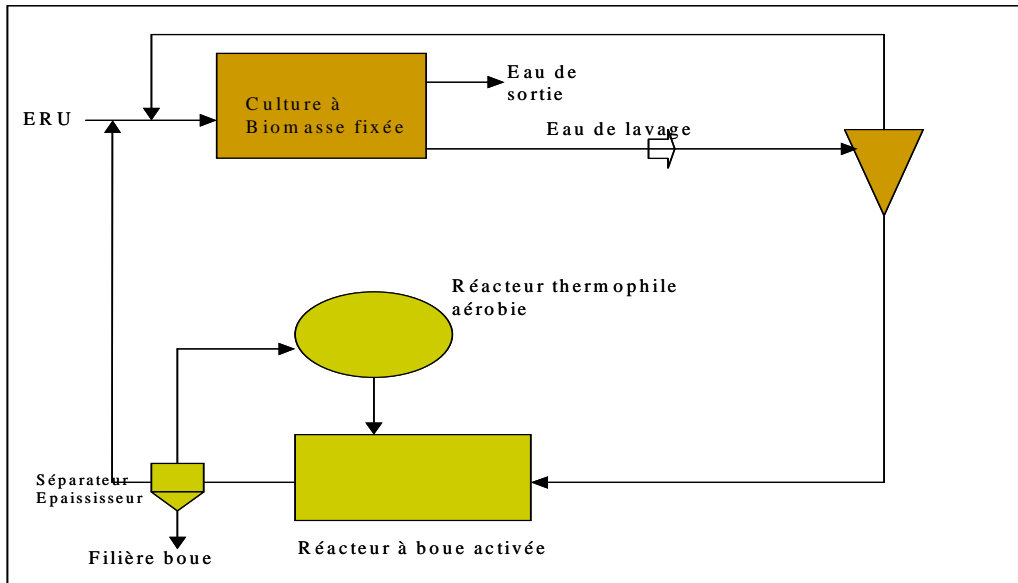 Eau de
sortie
Culture à
Biomasse fixée
ERU
Eau de lavage
Réacteur thermophile
aérobie
Séparateur
Epaississeur
Réacteur à boue activée
Filière boue